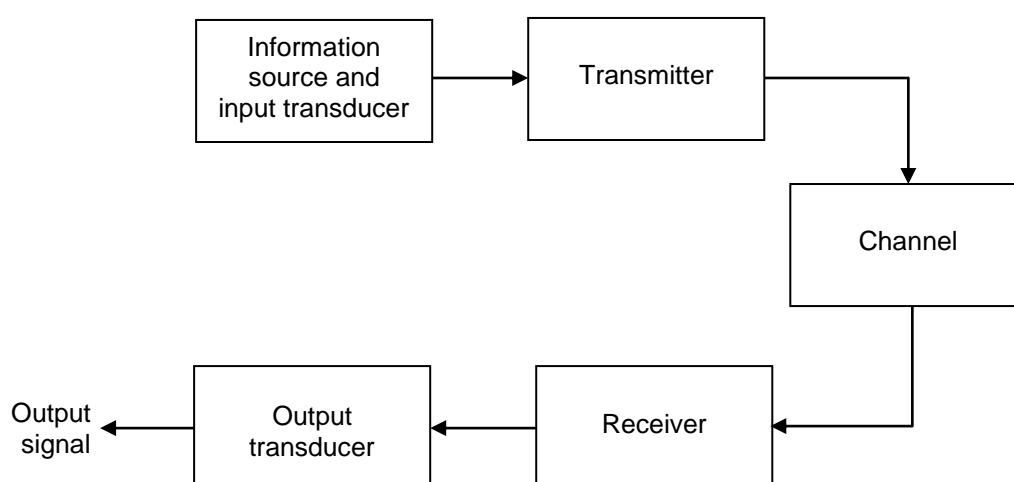 Information
source and
input transducer
Transmitter
Channel
Receiver
Output
transducer
Output
signal